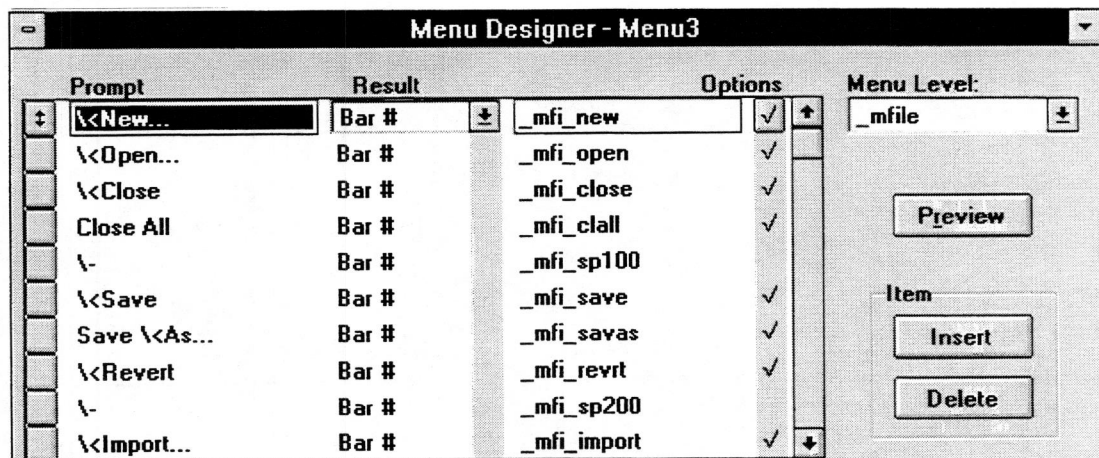 Menu Designer - Menu3
Prompt Result Options Menu Level:
\<New... Bar # _mfi_new √ _mfile
\<Open... Bar # _mfi_open √
\<Close Bar # _mfi_close √
Preview
Close All Bar # _mfi_clall √
\- Bar # _mfi_sp100
\<Save Bar # _mfi_save √
Item
Save \<As... Bar # _mfi_savas √
Insert
\<Revert Bar # _mfi_revrt √
\- Bar # _mfi_sp200
Delete
\<Import... Bar # _mfi_import √